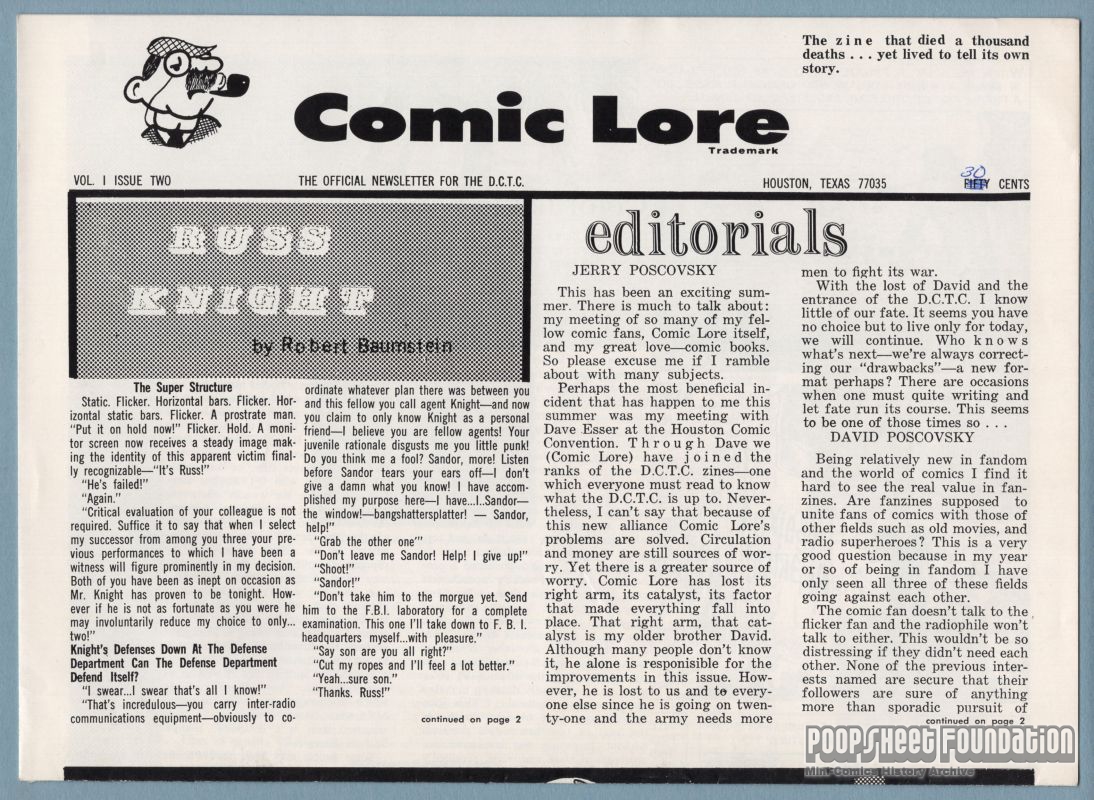 The zine that died a thousand
deaths . . . yet lived to tell its own
story.
Comic Lore
Trademark
VOL. I ISSUE TWO
THE OFFICIAL NEWSLETTER FOR THE D.C.T.C.
HOUSTON, TEXAS 77035
30
FIFTY CENTS
RUSS
KNIGHT
by Robert Baumstein
The Super Structure
Static. Flicker. Horizontal bars. Flicker. Hor-
izontal static bars. Flicker. A prostrate man.
"Put it on hold now!" Flicker. Hold. A moni-
tor screen now receives a steady image mak-
ing the identity of this apparent victim final-
ly recognizable—"It's Russ!"
"He's failed!"
"Again."
"Critical evaluation of your colleague is not
required. Suffice it to say that when I select
my successor from among you three your pre-
vious performances to which I have been a
witness will figure prominently in my decision.
Both of you have been as inept on occasion as
Mr. Knight has proven to be tonight. How-
ever if he is not as fortunate as you were he
may involuntarily reduce my choice to only...
two!"
Knight's Defenses Down At The Defense
Department Can The Defense Department
Defend Itself?
"I swear...I swear that's all I know!"
"That's incredulous—you carry inter-radio
communications equipment—obviously to co-
ordinate whatever plan there was between you
and this fellow you call agent Knight—and now
you claim to only know Knight as a personal
friend—I believe you are fellow agents! Your
juvenile rationale disgusts me you little punk!
Do you think me a fool? Sandor, more! Listen
before Sandor tears your ears off—I don't
give a damn what you know! I have accom-
plished my purpose here—I have...I..Sandor—
the window!—bangshattersplatter! — Sandor,
help!"
"Grab the other one"'
"Don't leave me Sandor! Help! I give up!"
"Shoot!"
"Sandor!"
"Don't take him to the morgue yet. Send
him to the F.B.I. laboratory for a complete
examination. This one I'll take down to F. B. I.
headquarters myself...with pleasure."
"Say son are you all right?"
"Cut my ropes and I'll feel a lot better."
"Yeah...sure son."
"Thanks. Russ!"
continued on page 2
editorials
JERRY POSCOVSKY
This has been an exciting sum-
mer. There is much to talk about:
my meeting of so many of my fel-
low comic fans, Comic Lore itself,
and my great love—comic books.
So please excuse me if I ramble
about with many subjects.
Perhaps the most beneficial in-
cident that has happened to me this
summer was my meeting with
Dave Esser at the Houston Comic
Convention. Through Dave we
(Comic Lore) have joined the
ranks of the D.C.T.C. zines—one
which everyone must read to know
what the D.C.T.C. is up to. Never-
theless, I can't say that because of
this new alliance Comic Lore's
problems are solved. Circulation
and money are still sources of wor-
ry. Yet there is a greater source of
worry. Comic Lore has lost its
right arm, its catalyst, its factor
that made everything fall into
place. That right arm, that cat-
alyst is my older brother David.
Although many people don't know
it, he alone is responisible for the
improvements in this issue. How-
ever, he is lost to us and to every-
one else since he is going on twen-
ty-one and the army needs more
men to fight its war.
With the lost of David and the
entrance of the D.C.T.C. I know
little of our fate. It seems you have
no choice but to live only for today,
we will continue. Who knows
what's next—we're always correct-
ing our "drawbacks"—a new for-
mat perhaps? There are occasions
when one must quite writing and
let fate run its course. This seems
to be one of those times so . . .
DAVID POSCOVSKY
Being relatively new in fandom
and the world of comics I find it
hard to see the real value in fan-
zines. Are fanzines supposed to
unite fans of comics with those of
other fields such as old movies, and
radio superheroes? This is a very
good question because in my year
or so of being in fandom I have
only seen all three of these fields
going against each other.
The comic fan doesn't talk to the
flicker fan and the radiophile won't
talk to either. This wouldn't be so
distressing if they didn't need each
other. None of the previous inter-
ests named are secure that their
followers are sure of anything
more than sporadic pursuit of
continued on page 2
POOPSHEET FOUNDATION
Mini-Comics History Archive